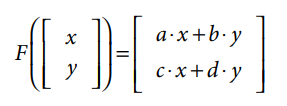 F([x y]) = [a·x+b·y
c·x+d·y]